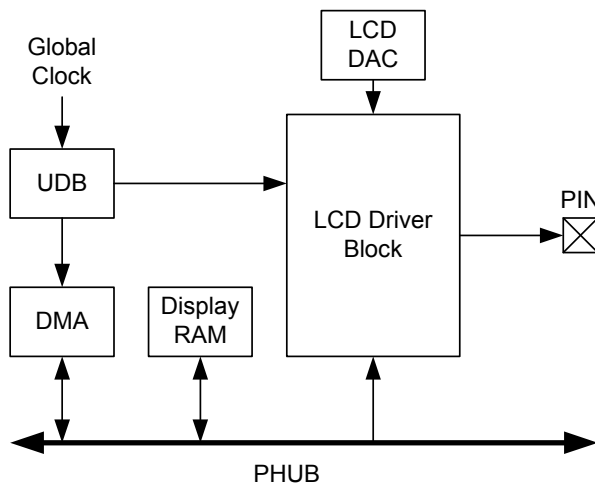 LCD
DAC
Global
Clock
UDB
LCD Driver
Block
PIN
DMA
Display
RAM
PHUB